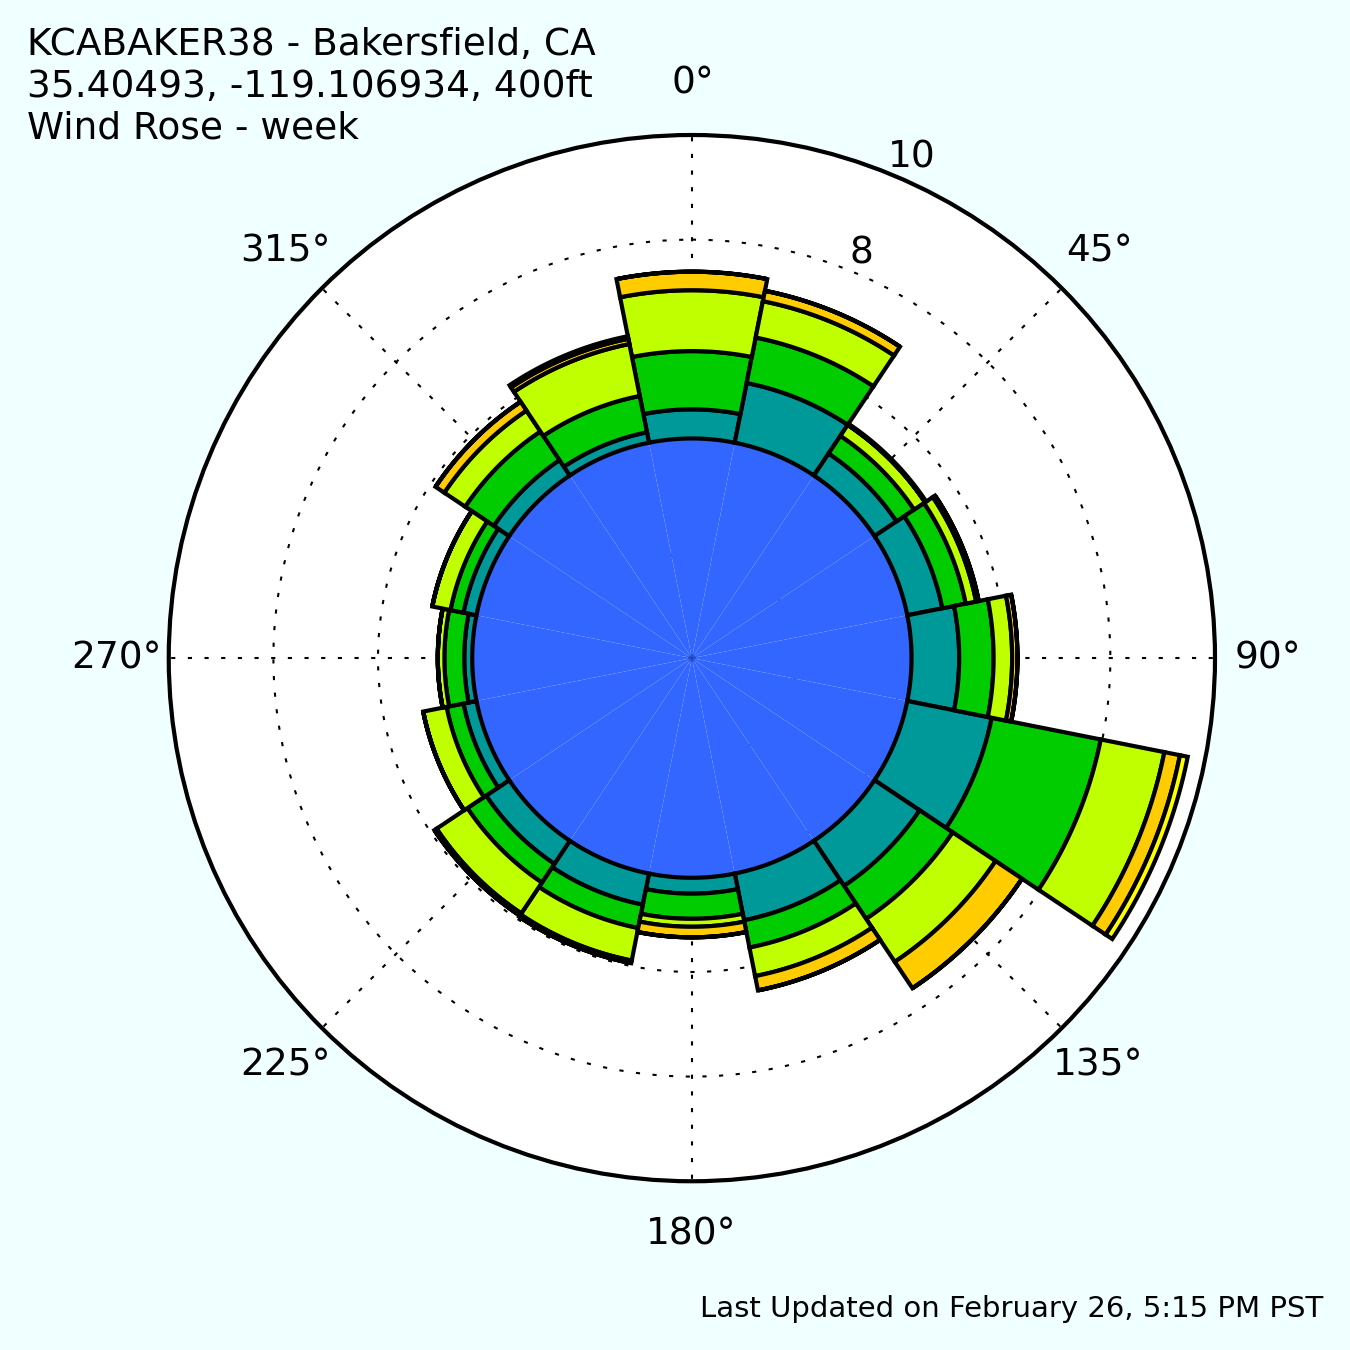 KCABAKER38 - Bakersfield, CA
35.40493, -119.106934, 400ft
Wind Rose - week
0°
10
8
315°
45°
270°
90°
225°
135°
180°
Last Updated on February 26, 5:15 PM PST